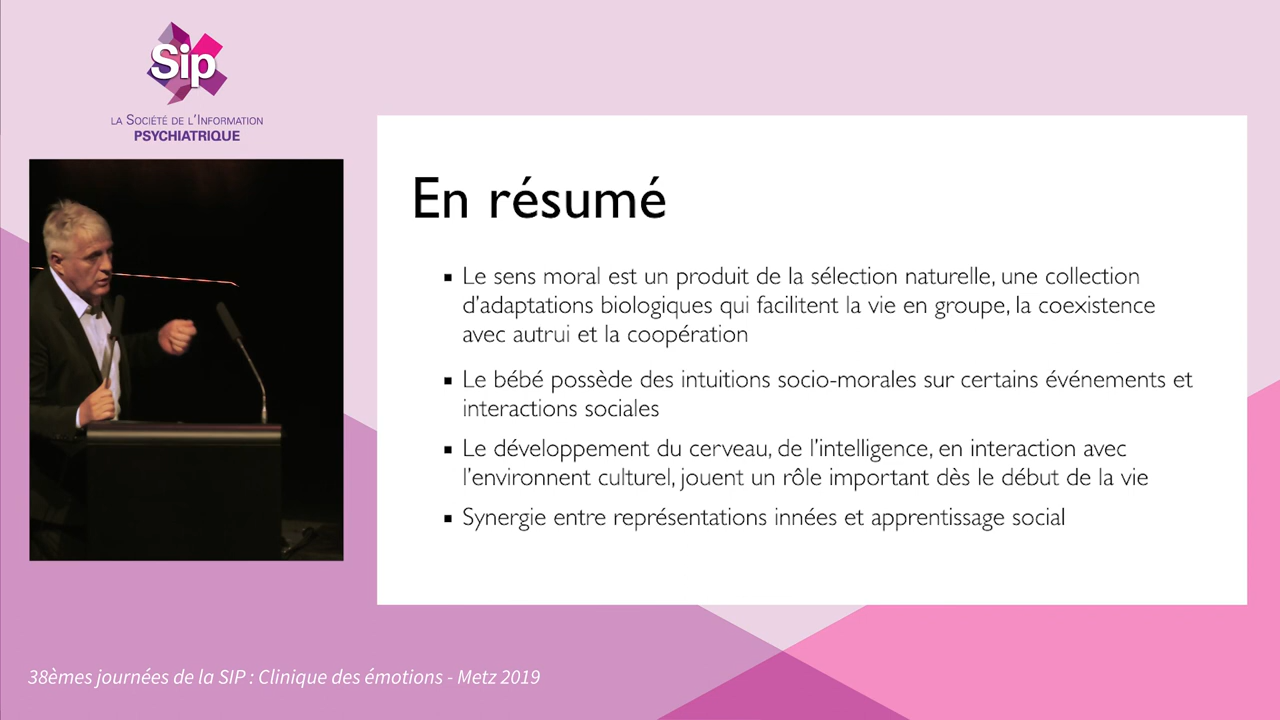 Sip
LA SOCIÉTÉ DE L'INFORMATION
PSYCHIATRIQUE
En résumé
▪ Le sens moral est un produit de la sélection naturelle, une collection
d'adaptations biologiques qui facilitent la vie en groupe, la coexistence
avec autrui et la coopération
▪ Le bébé possède des intuitions socio-morales sur certains événements et
interactions sociales
▪ Le développement du cerveau, de l'intelligence, en interaction avec
l'environnent culturel, jouent un rôle important dès le début de la vie
▪ Synergie entre représentations innées et apprentissage social
38èmes journées de la SIP : Clinique des émotions - Metz 2019